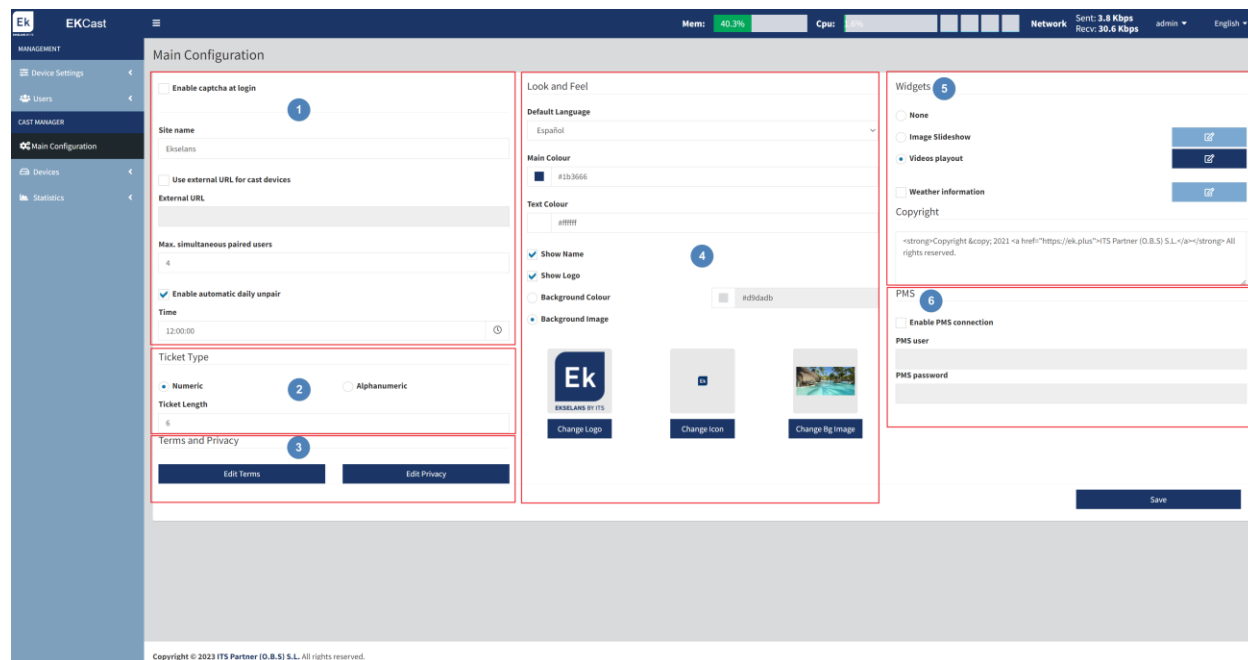 Ek
EKCast
Mem: 40.3%
Cpu:
Network
Sent: 3.8 Kbps
Recv: 30.6 Kbps
admin
English
MANAGEMENT
Device Settings
Users
CAST MANAGER
Main Configuration
Devices
Statistics
Main Configuration
Enable captcha at login
1
Site name
Ekselans
Use external URL for cast devices
External URL
Max. simultaneous paired users
4
Enable automatic daily unpair
Time
12:00:00
Ticket Type
Numeric
2
Alphanumeric
Ticket Length
6
Terms and Privacy
3
Edit Terms
Edit Privacy
Look and Feel
Default Language
Español
Main Colour
#1b3666
Text Colour
#ffffff
Show Name
4
Show Logo
Background Colour
#d9dadb
Background Image
Ek
EKSELANS BY ITS
Ek
Change Logo
Change Icon
Change Bg Image
Widgets
5
None
Image Slideshow
Videos playout
Weather information
Copyright
<strong>Copyright &copy; 2021 <a href="https://ek.plus">ITS Partner (O.B.S) S.L.</a></strong> All
rights reserved.
PMS
6
Enable PMS connection
PMS user
PMS password
Save
Copyright © 2023 ITS Partner (O.B.S) S.L. All rights reserved.